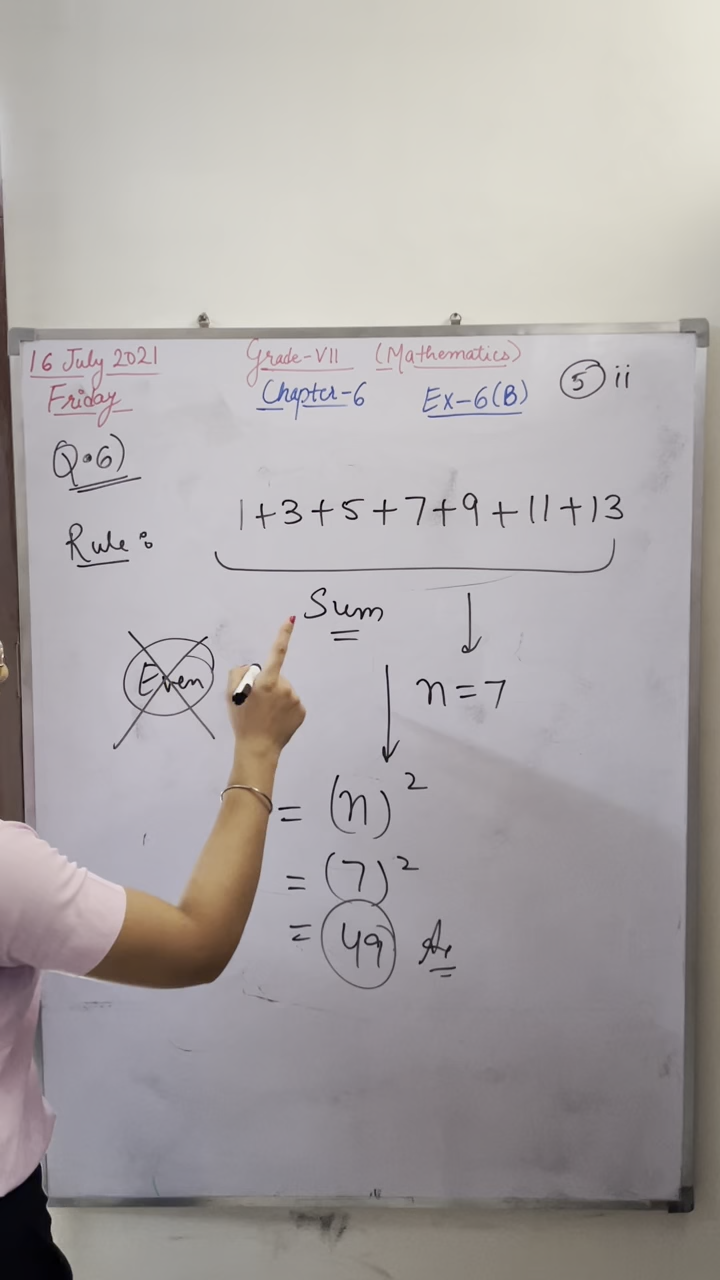 16 July 2021 Grade-VII (Mathematics)
Friday Chapter-6 Ex-6(B) 5 ii
Q.6)
1+3+5+7+9+11+13
Rule:
Sum
Even
n=7
= (n)²
= (7)²
= 49 A